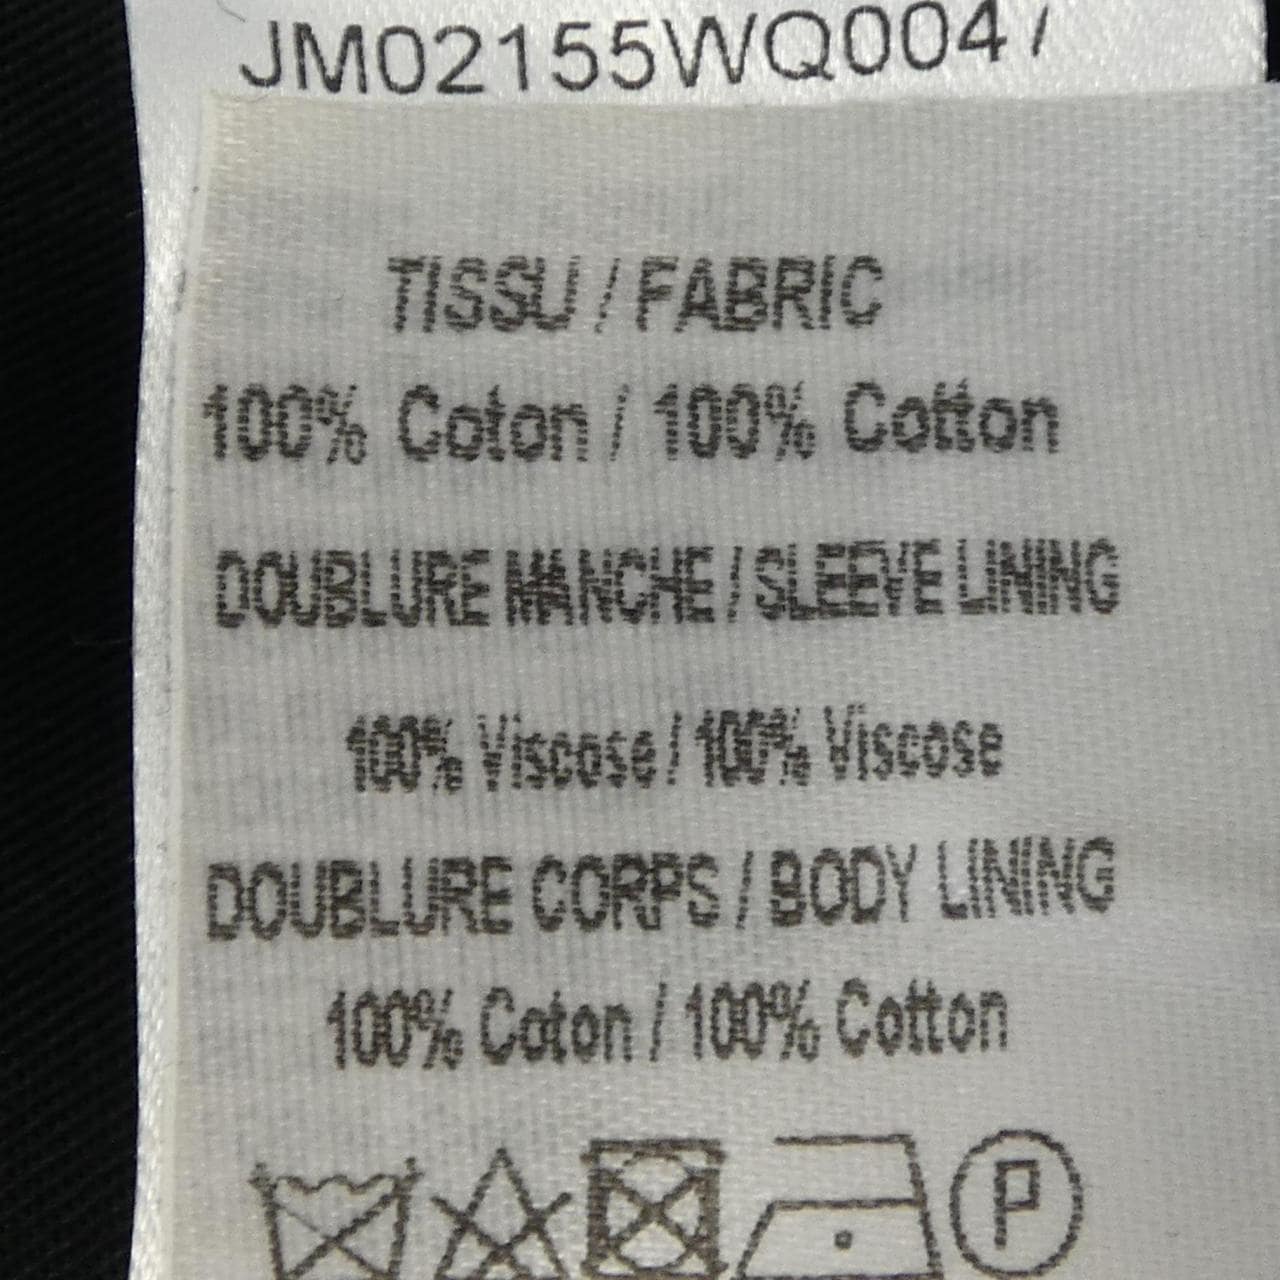 JM02155WQ0047
TISSU / FABRIC
100% Coton / 100% Cotton
DOUBLURE MANCHE / SLEEVE LINING
100% Viscose / 100% Viscose
DOUBLURE CORPS / BODY LINING
100% Coton / 100% Cotton
P